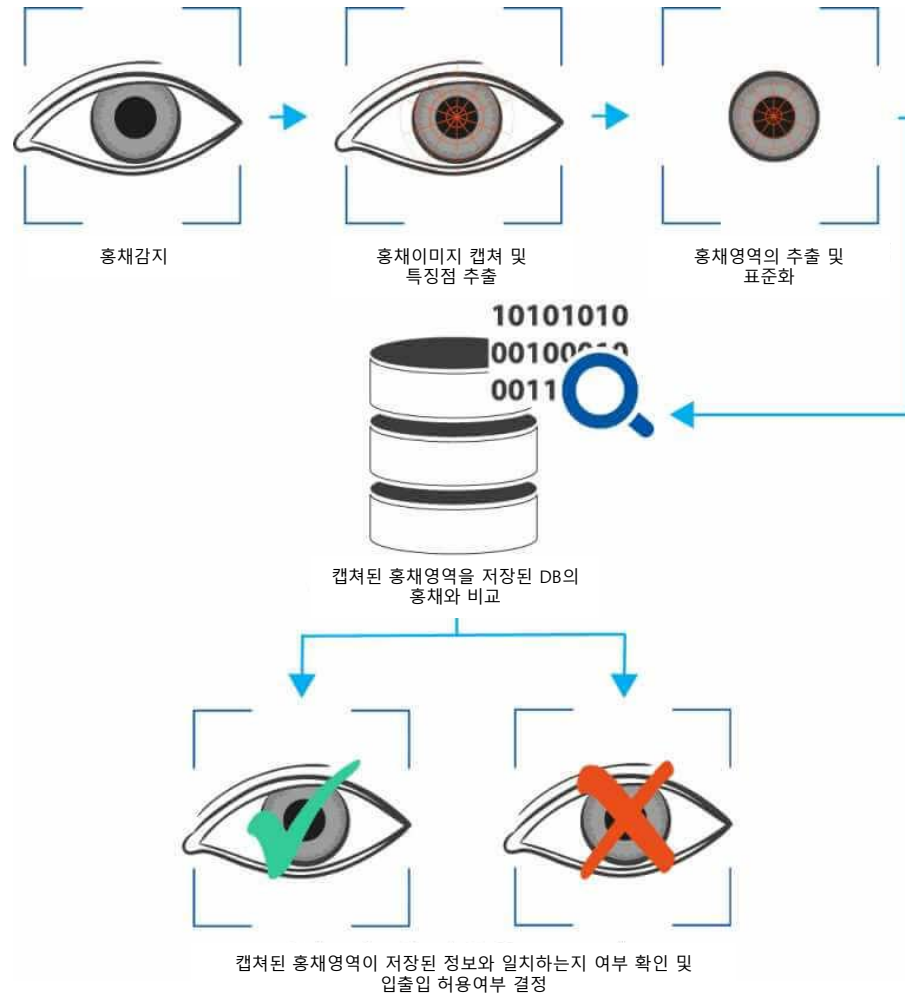 홍채감지
홍채이미지 캡쳐 및
특징점 추출
홍채영역의 추출 및
표준화
10101010
00100010
0011
캡쳐된 홍채영역을 저장된 DB의
홍채와 비교
캡쳐된 홍채영역이 저장된 정보와 일치하는지 여부 확인 및
입출입 허용여부 결정